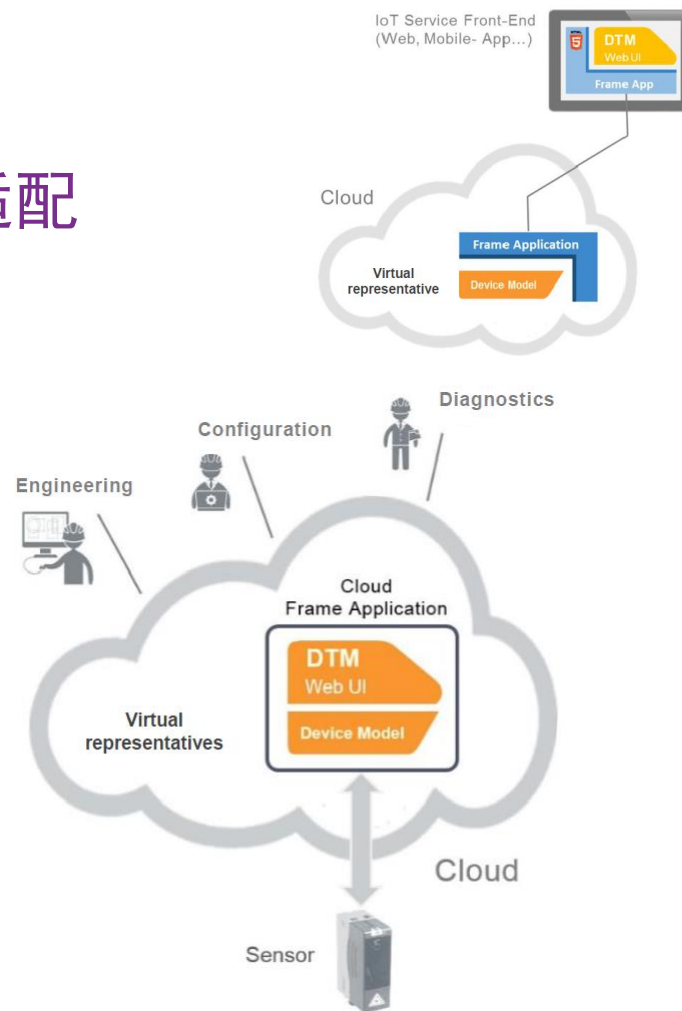 IoT Service Front-End
(Web, Mobile- App...)
5
DTM
Web UI
Frame App
适配
Cloud
Frame Application
Virtual
representative
Device Model
Diagnostics
Configuration
Engineering
Cloud
Frame Application
DTM
Web UI
Virtual
representatives
Device Model
Cloud
Sensor